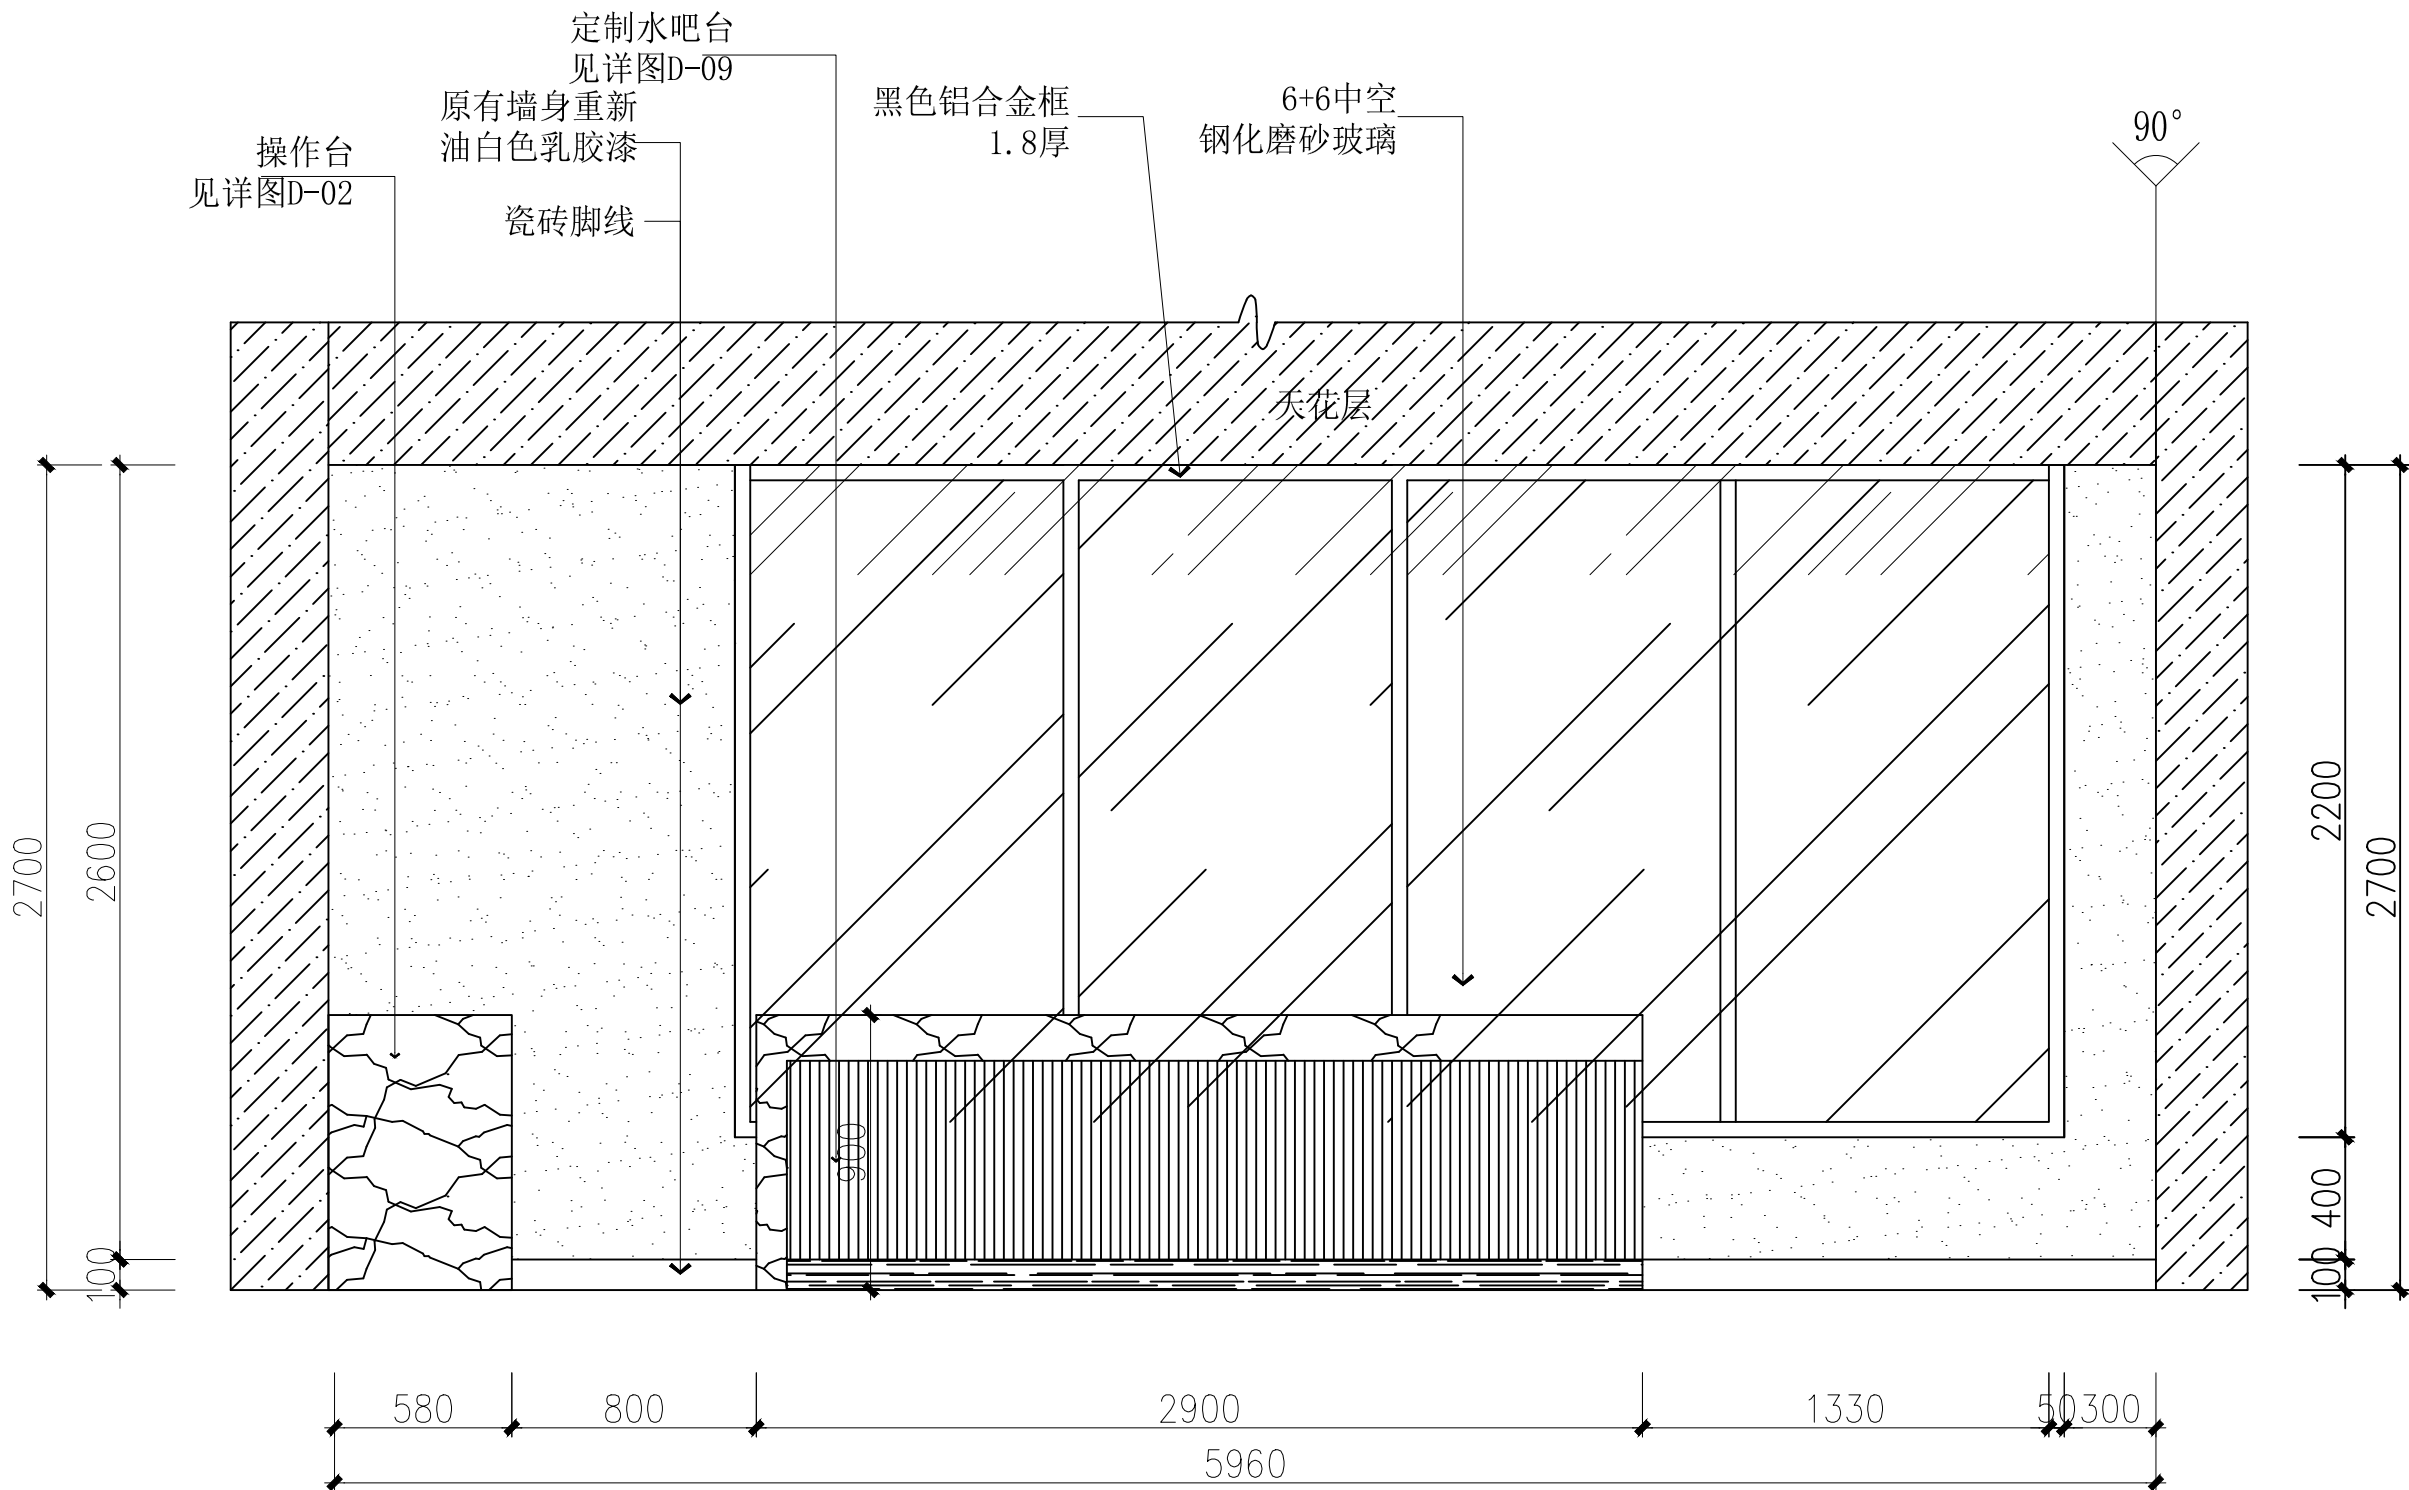 定制水吧台
见详图D-09
原有墙身重新
油白色乳胶漆
操作台
见详图D-02
瓷砖脚线
黑色铝合金框
1.8厚
6+6中空
钢化磨砂玻璃
90°
天花层
2700
2600
100
900
2200
2700
400
100
580
800
2900
1330
50
300
5960